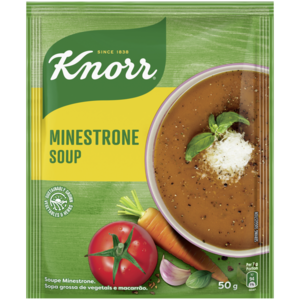 SINCE 1838
Knorr
MINESTRONE
SOUP
Soupe Minestrone.
Sopa grossa de vegetais e macarrão.
50 g